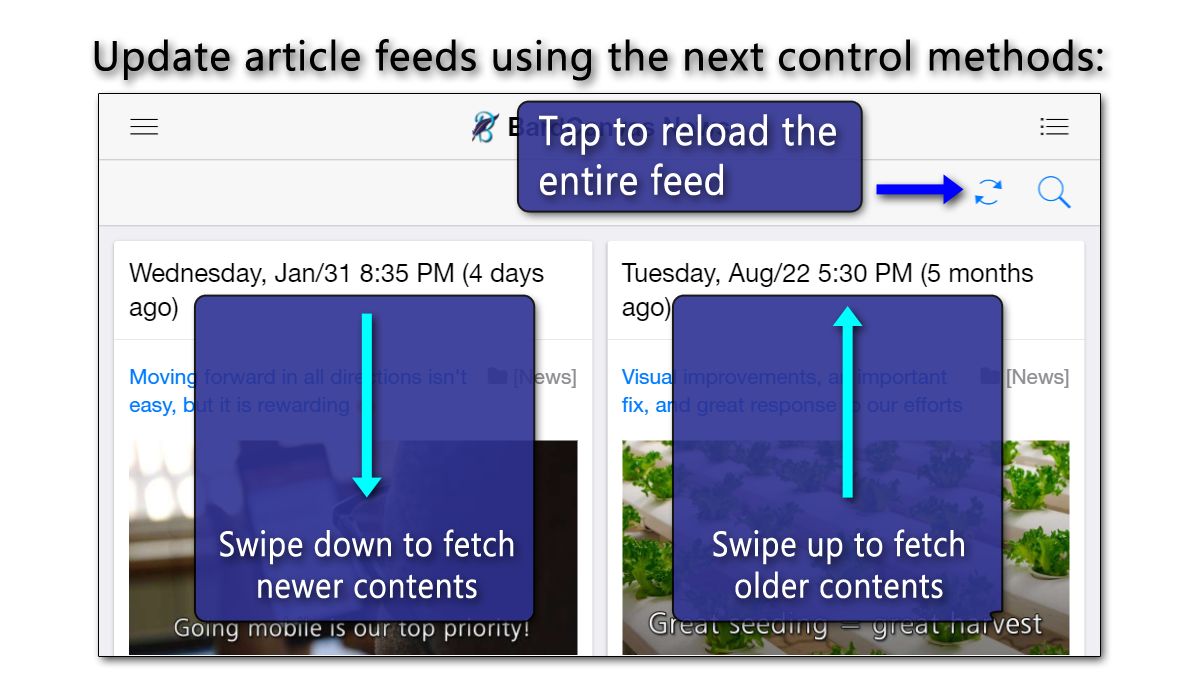 Update article feeds using the next control methods:
Tap to reload the
entire feed
Wednesday, Jan/31 8:35 PM (4 days
ago)
Moving forward in all directions isn't [News]
easy, but it is rewarding
Going mobile is our top priority!
Swipe down to fetch
newer contents
Tuesday, Aug/22 5:30 PM (5 months
ago)
Visual improvements, an important [News]
fix, and great response to our efforts
Swipe up to fetch
older contents
Great seeding = great harvest